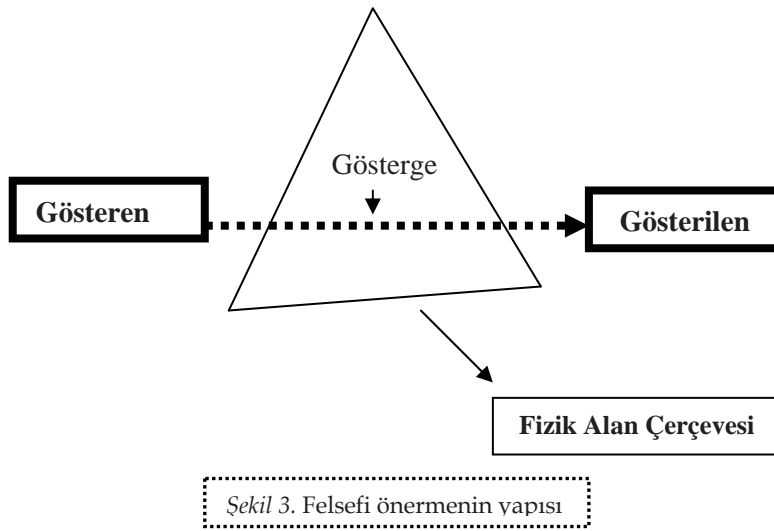 Gösterge
Gösteren
Gösterilen
Fizik Alan Çerçevesi
Şekil 3. Felsefi önermenin yapısı